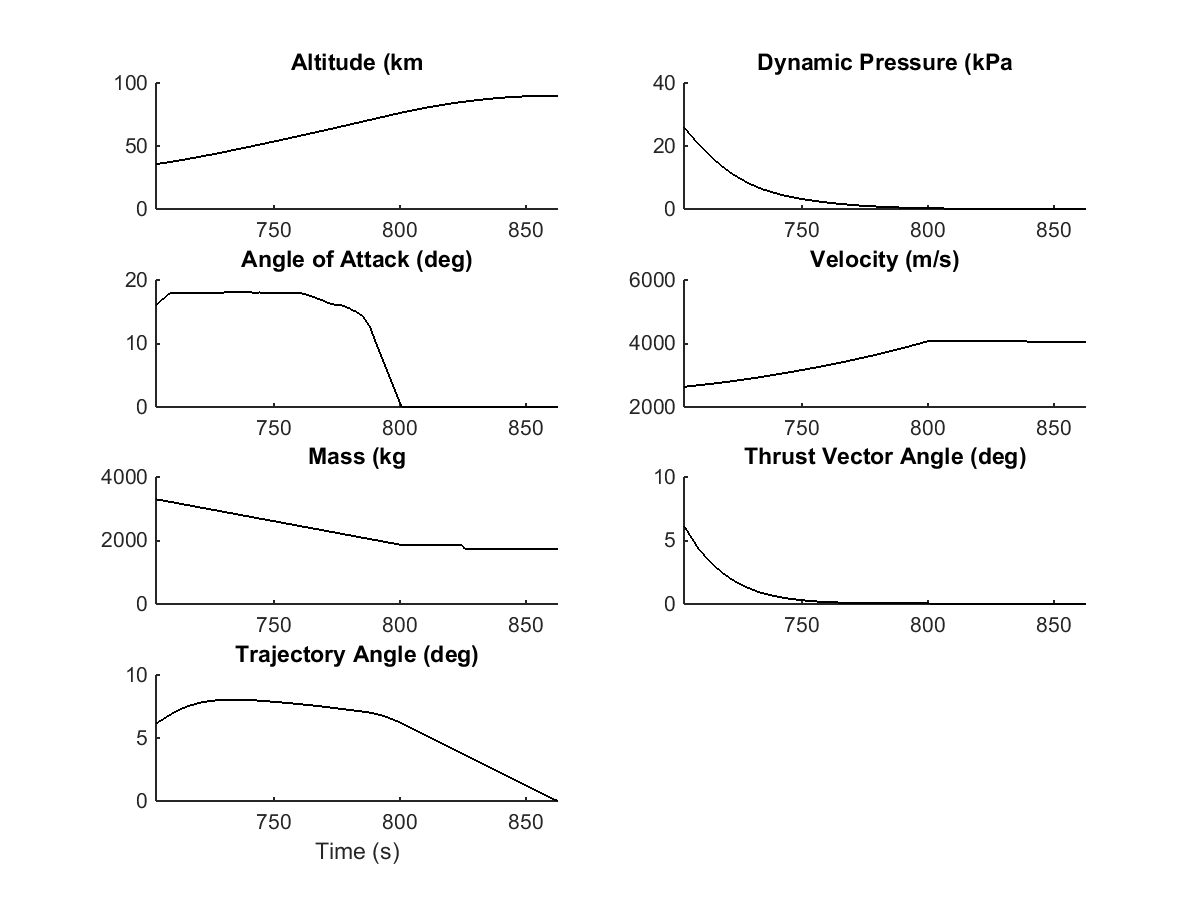 Altitude (km
100
50
0
750 800 850
Dynamic Pressure (kPa
40
20
0
750 800 850
Angle of Attack (deg)
20
10
0
750 800 850
Velocity (m/s)
6000
4000
2000
750 800 850
Mass (kg
4000
2000
0
750 800 850
Thrust Vector Angle (deg)
10
5
0
750 800 850
Trajectory Angle (deg)
10
5
0
750 800 850
Time (s)